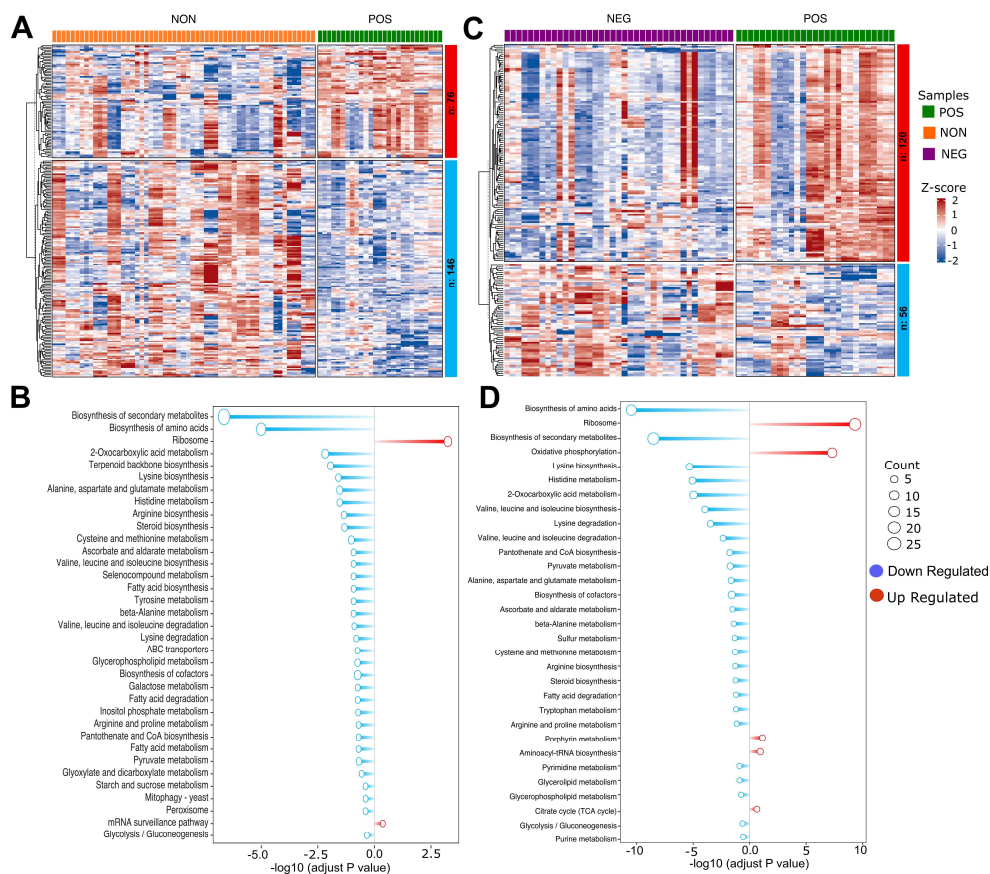 A
NON
POS
n: 76
n: 146
C
NEG
POS
n: 120
n: 56
Samples
POS
NON
NEG
Z-score
2
1
0
-1
-2
B
Biosynthesis of secondary metabolites
Biosynthesis of amino acids
Ribosome
2-Oxocarboxylic acid metabolism
Terpenoid backbone biosynthesis
Lysine biosynthesis
Alanine, aspartate and glutamate metabolism
Histidine metabolism
Arginine biosynthesis
Steroid biosynthesis
Cysteine and methionine metabolism
Ascorbate and aldarate metabolism
Valine, leucine and isoleucine biosynthesis
Selenocompound metabolism
Fatty acid biosynthesis
Tyrosine metabolism
beta-Alanine metabolism
Valine, leucine and isoleucine degradation
Lysine degradation
ABC transporters
Glycerophospholipid metabolism
Biosynthesis of cofactors
Galactose metabolism
Fatty acid degradation
Inositol phosphate metabolism
Arginine and proline metabolism
Pantothenate and CoA biosynthesis
Fatty acid metabolism
Pyruvate metabolism
Glyoxylate and dicarboxylate metabolism
Starch and sucrose metabolism
Mitophagy - yeast
Peroxisome
mRNA surveillance pathway
Glycolysis / Gluconeogenesis
-5.0 -2.5 0.0 2.5
-log10 (adjust P value)
D
Biosynthesis of amino acids
Ribosome
Biosynthesis of secondary metabolites
Oxidative phosphorylation
Lysine biosynthesis
Histidine metabolism
2-Oxocarboxylic acid metabolism
Valine, leucine and isoleucine biosynthesis
Lysine degradation
Valine, leucine and isoleucine degradation
Pantothenate and CoA biosynthesis
Pyruvate metabolism
Alanine, aspartate and glutamate metabolism
Biosynthesis of cofactors
Ascorbate and aldarate metabolism
beta-Alanine metabolism
Sulfur metabolism
Cysteine and methionine metabolism
Arginine biosynthesis
Steroid biosynthesis
Fatty acid degradation
Tryptophan metabolism
Arginine and proline metabolism
Porphyrin metabolism
Aminoacyl-tRNA biosynthesis
Pyrimidine metabolism
Glycerolipid metabolism
Glycerophospholipid metabolism
Citrate cycle (TCA cycle)
Glycolysis / Gluconeogenesis
Purine metabolism
-10 -5 0 5 10
-log10 (adjust P value)
Count
5
10
15
20
25
Down Regulated
Up Regulated